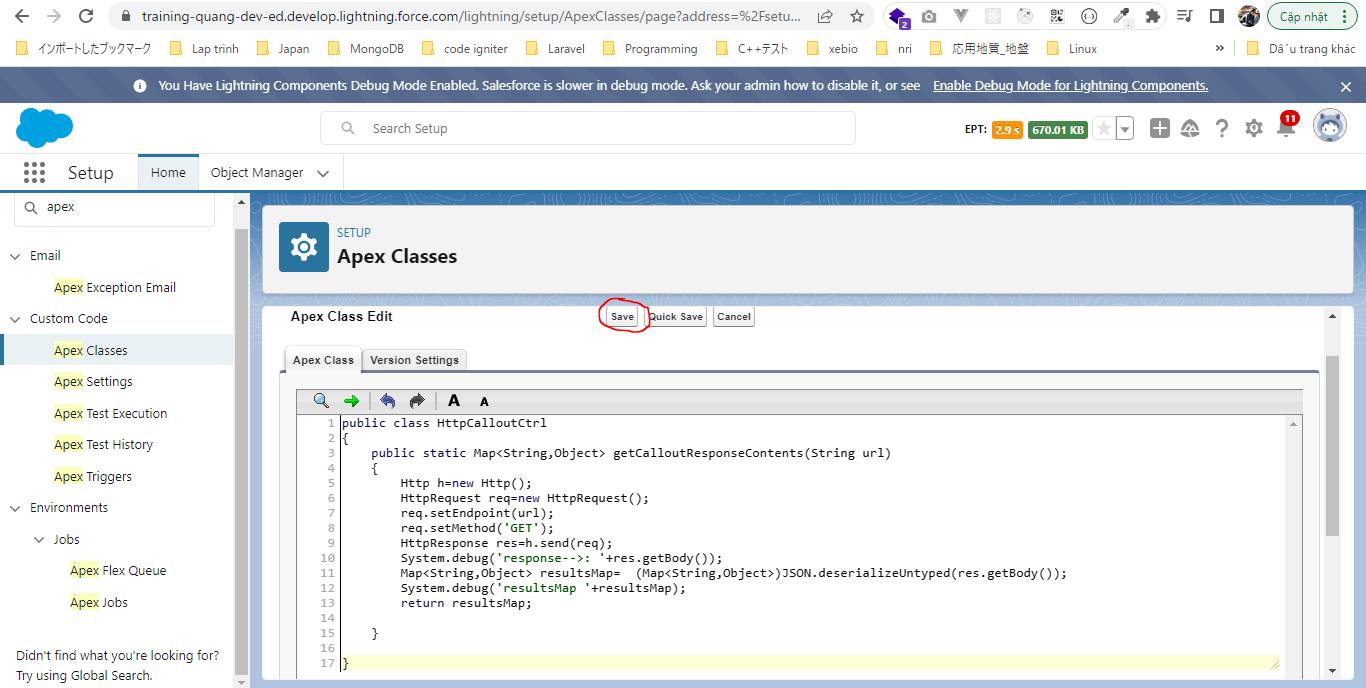 training-quang-dev-ed.develop.lightning.force.com/lightning/setup/ApexClasses/page?address=%2Fsetu...
2
Cập nhật
インポートしたブックマーク
Lap trinh
Japan
MongoDB
code igniter
Laravel
Programming
C++テスト
xebio
nri
応用地質_地盤
Linux
»
Dấu trang khác
You Have Lightning Components Debug Mode Enabled. Salesforce is slower in debug mode. Ask your admin how to disable it, or see Enable Debug Mode for Lightning Components.
Search Setup
EPT: 2.9 s 670.01 KB
11
Setup
Home
Object Manager
apex
Email
Apex Exception Email
Custom Code
Apex Classes
Apex Settings
Apex Test Execution
Apex Test History
Apex Triggers
Environments
Jobs
Apex Flex Queue
Apex Jobs
Didn't find what you're looking for?
Try using Global Search.
SETUP
Apex Classes
Apex Class Edit
Save
Quick Save
Cancel
Apex Class
Version Settings
A A
1 public class HttpCalloutCtrl
2 {
3 public static Map<String,Object> getCalloutResponseContents(String url)
4 {
5 Http h=new Http();
6 HttpRequest req=new HttpRequest();
7 req.setEndpoint(url);
8 req.setMethod('GET');
9 HttpResponse res=h.send(req);
10 System.debug('response-->: '+res.getBody());
11 Map<String,Object> resultsMap= (Map<String,Object>)JSON.deserializeUntyped(res.getBody());
12 System.debug('resultsMap '+resultsMap);
13 return resultsMap;
14
15 }
16
17 }